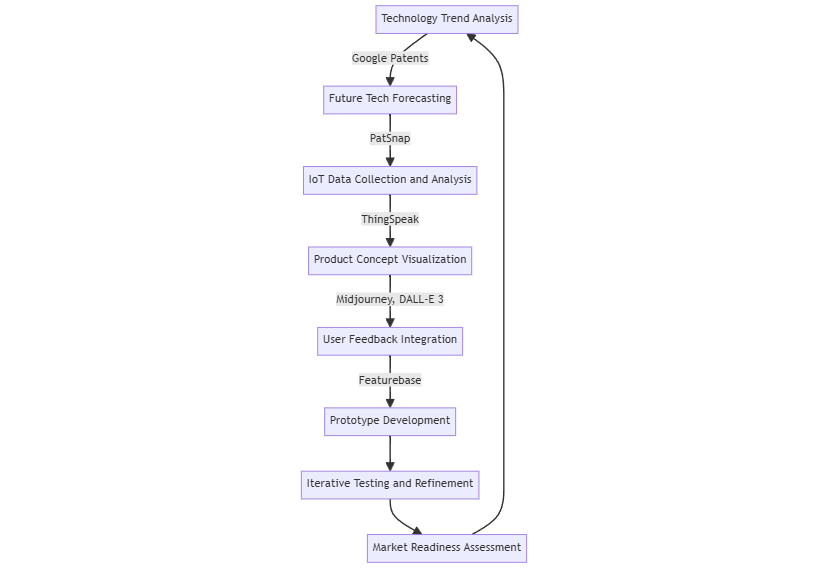 Technology Trend Analysis
Google Patents
Future Tech Forecasting
PatSnap
IoT Data Collection and Analysis
ThingSpeak
Product Concept Visualization
Midjourney, DALL-E 3
User Feedback Integration
Featurebase
Prototype Development
Iterative Testing and Refinement
Market Readiness Assessment